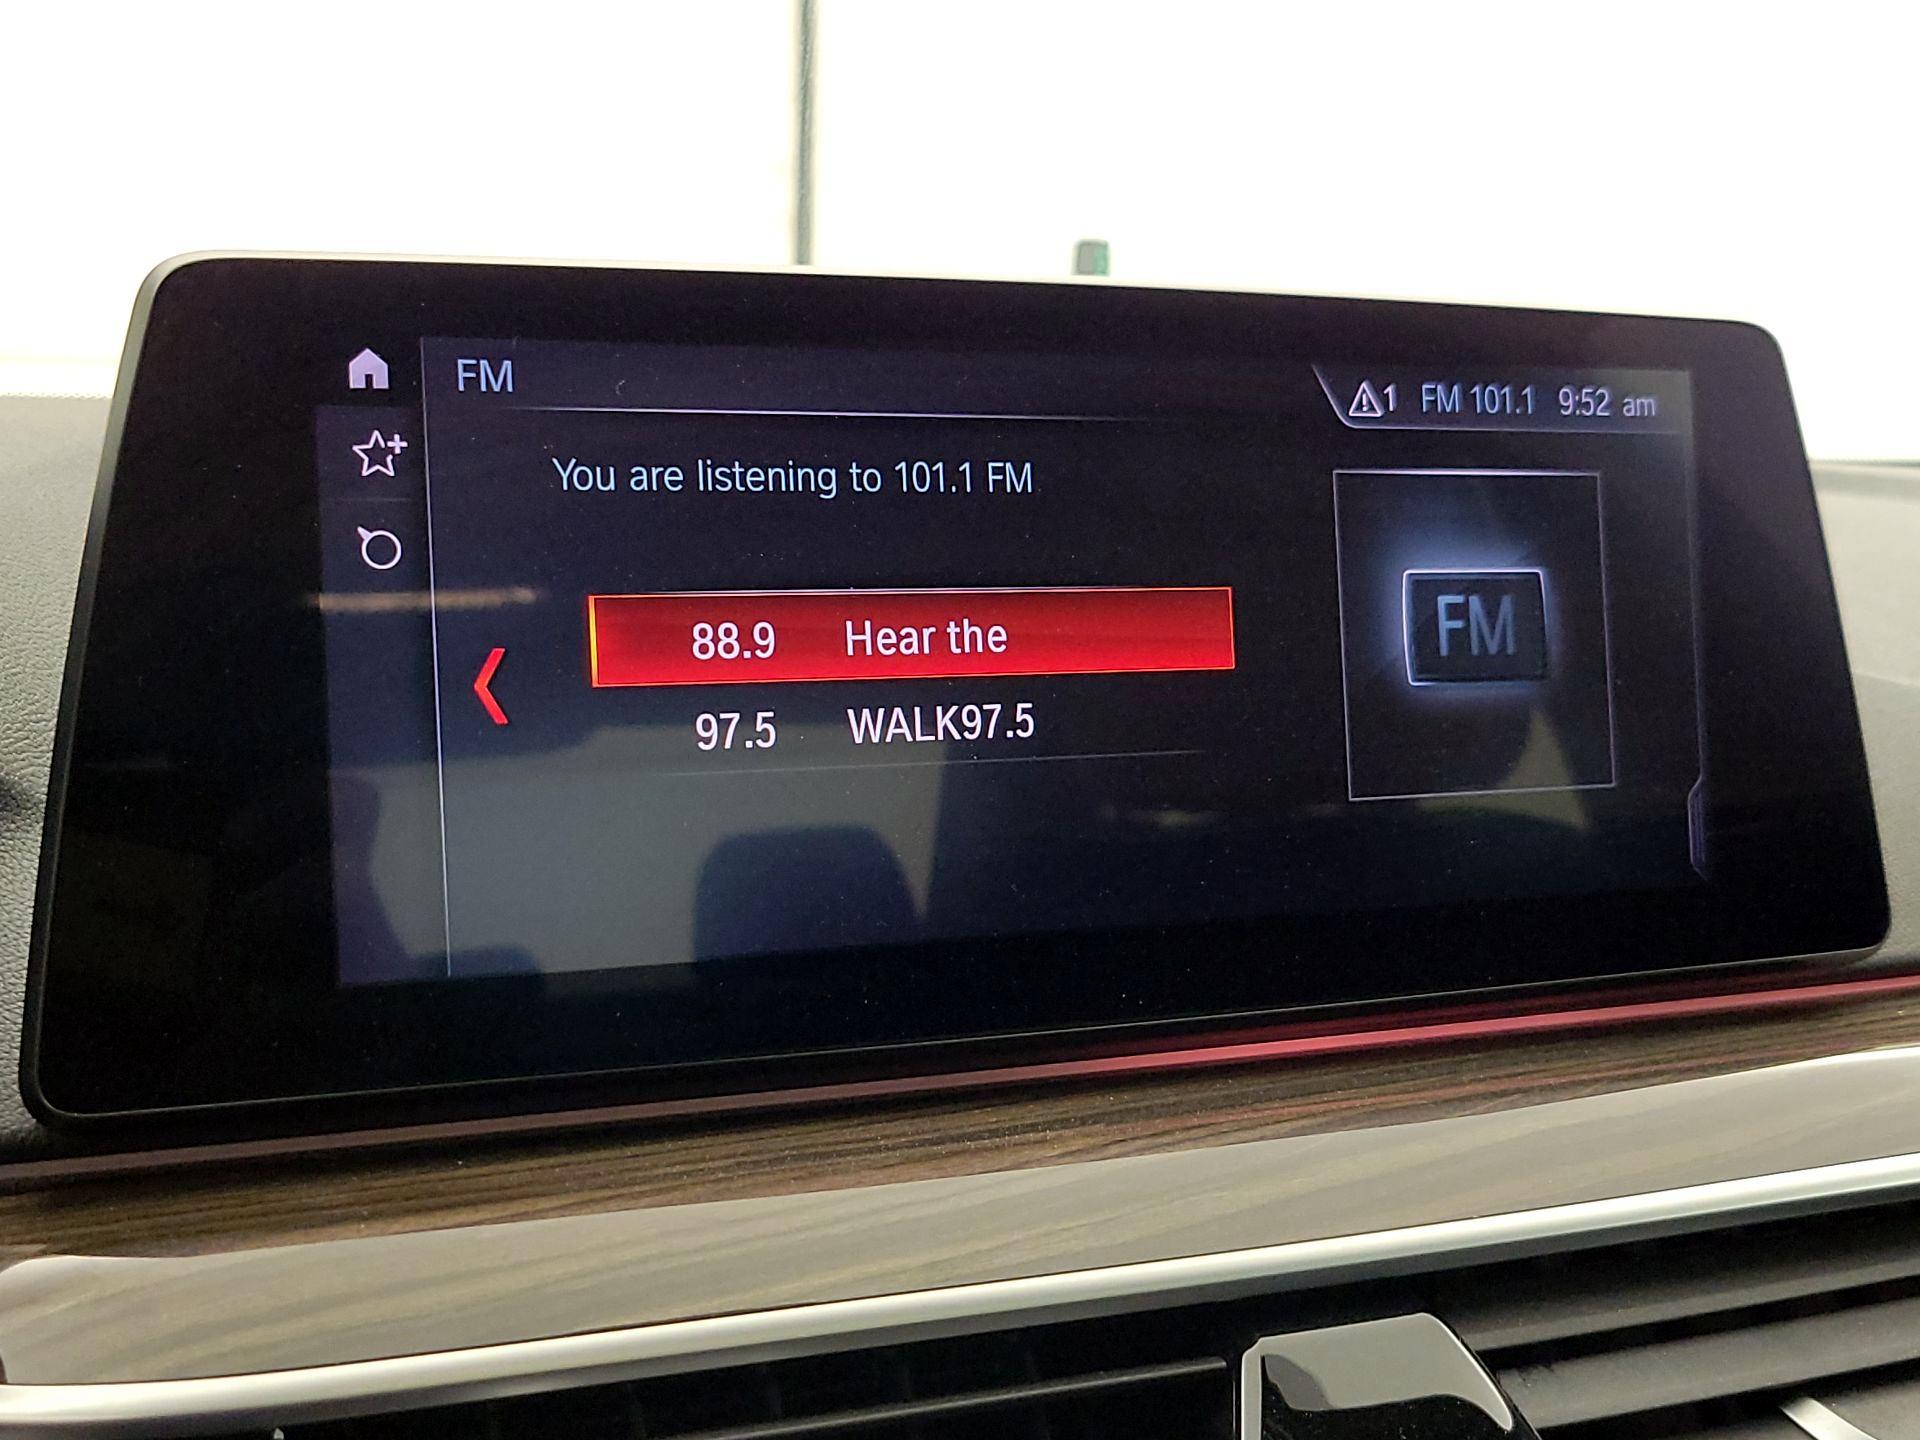 FM
1 FM 101.1 9:52 am
You are listening to 101.1 FM
88.9 Hear the
97.5 WALK97.5
FM